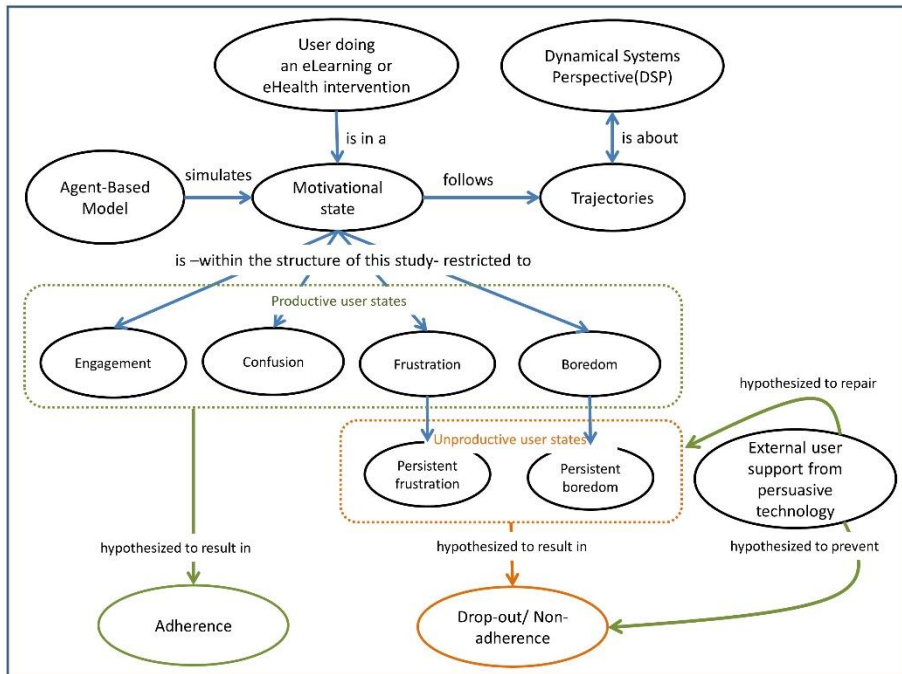 User doing
an eLearning or
eHealth intervention
Dynamical Systems
Perspective(DSP)
is in a
is about
simulates
follows
Agent-Based
Model
Motivational
state
Trajectories
is –within the structure of this study- restricted to
Productive user states
Engagement
Confusion
Frustration
Boredom
hypothesized to repair
Unproductive user states
Persistent
frustration
Persistent
boredom
External user
support from
persuasive
technology
hypothesized to result in
hypothesized to result in
hypothesized to prevent
Adherence
Drop-out/ Non-
adherence